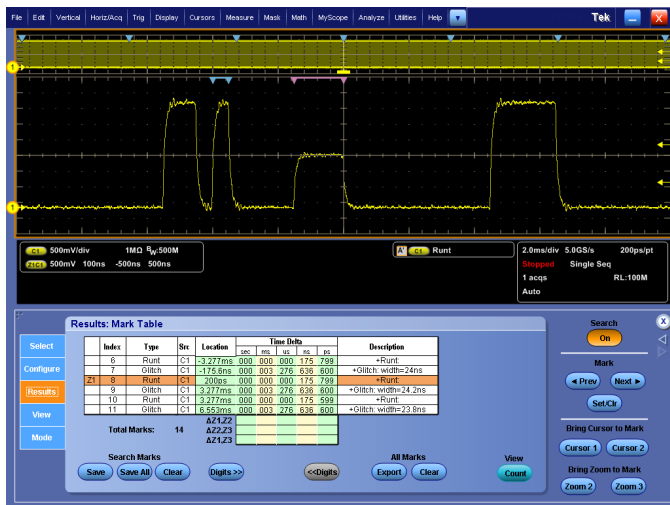 File Edit Vertical Horiz/Acq Trig Display Cursors Measure Mask Math MyScope Analyze Utilities Help Tek X
1
1
C1 500mV/div 1MΩ BW:500M
Z1C1 500mV 100ns -500ns 500ns
A' C1 Runt
2.0ms/div 5.0GS/s 200ps/pt
Stopped Single Seq
1 acqs RL:100M
Auto
Results: Mark Table
Select
Configure
Results
View
Mode
Index Type Src Location Time Delta Description
sec ms us ns ps
6 Runt C1 -3.277ms 000 000 000 175 799 +Runt:
7 Glitch C1 -175.6ns 000 003 276 636 600 +Glitch: width=24ns
Z1 8 Runt C1 200ps 000 000 000 175 799 +Runt:
9 Glitch C1 3.277ms 000 003 276 636 600 +Glitch: width=24.2ns
10 Runt C1 3.277ms 000 000 000 175 599 +Runt:
11 Glitch C1 6.553ms 000 003 276 636 600 +Glitch: width=23.8ns
Total Marks: 14
ΔZ1,Z2
ΔZ2,Z3
ΔZ1,Z3
Search Marks
Save Save All Clear
Digits >>
<<Digits
All Marks
Export Clear
View
Count
Search
On
X
Mark
◄ Prev Next ►
Set/Clr
Bring Cursor to Mark
Cursor 1 Cursor 2
Bring Zoom to Mark
Zoom 2 Zoom 3